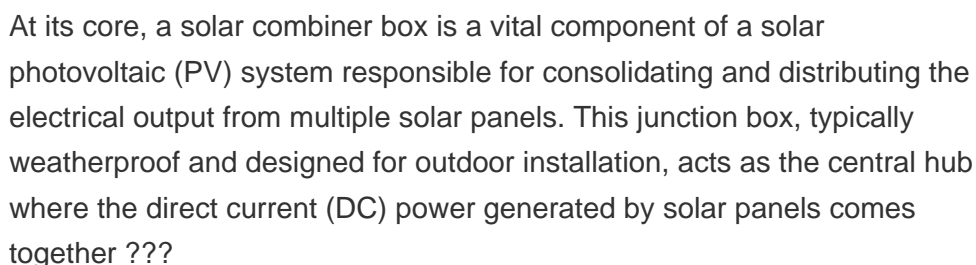 At its core, a solar combiner box is a vital component of a solar
photovoltaic (PV) system responsible for consolidating and distributing the
electrical output from multiple solar panels. This junction box, typically
weatherproof and designed for outdoor installation, acts as the central hub
where the direct current (DC) power generated by solar panels comes
together ???